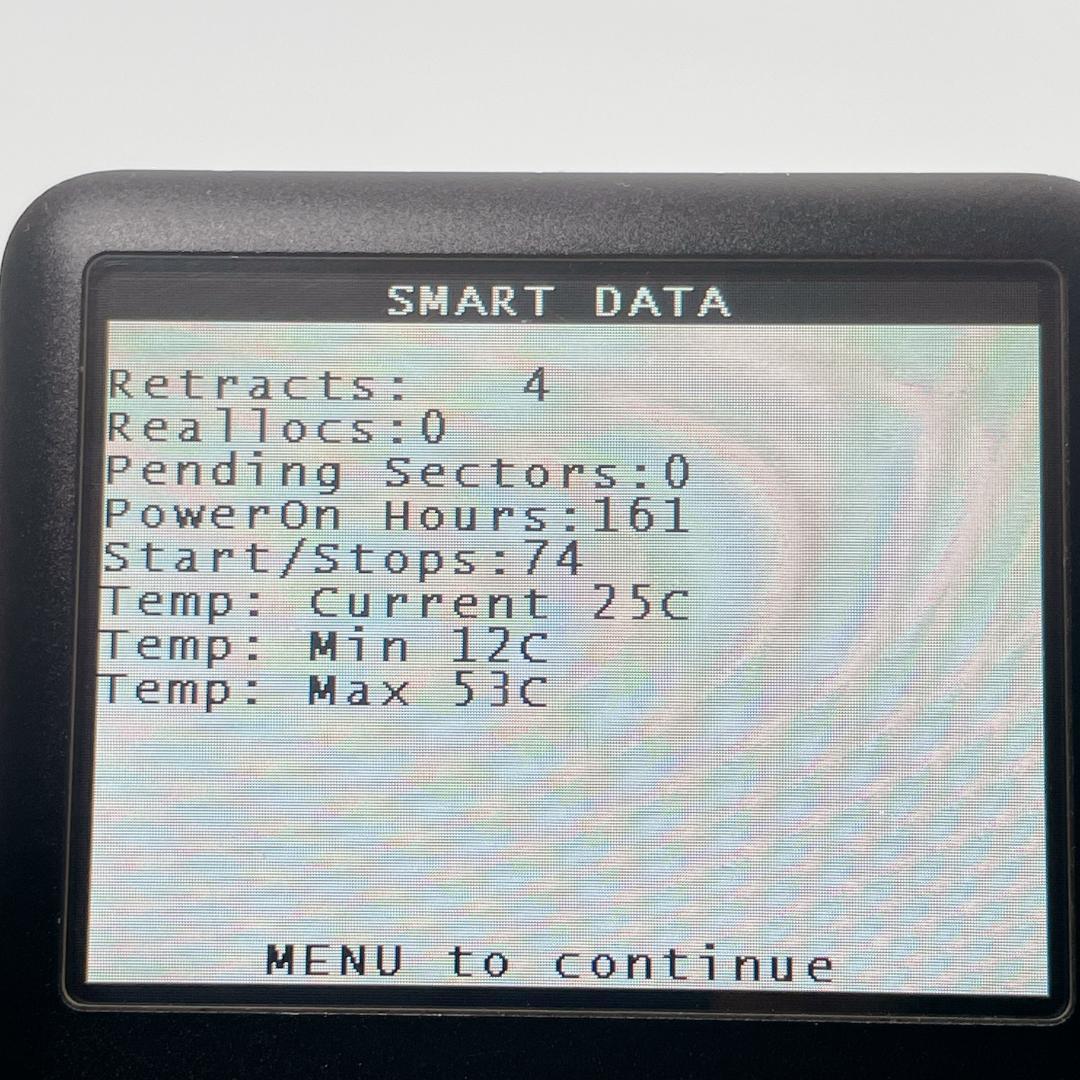 SMART DATA
Retracts: 4
Reallocs:0
Pending Sectors:0
PowerOn Hours:161
Start/Stops:74
Temp: Current 25C
Temp: Min 12C
Temp: Max 53C
MENU to continue